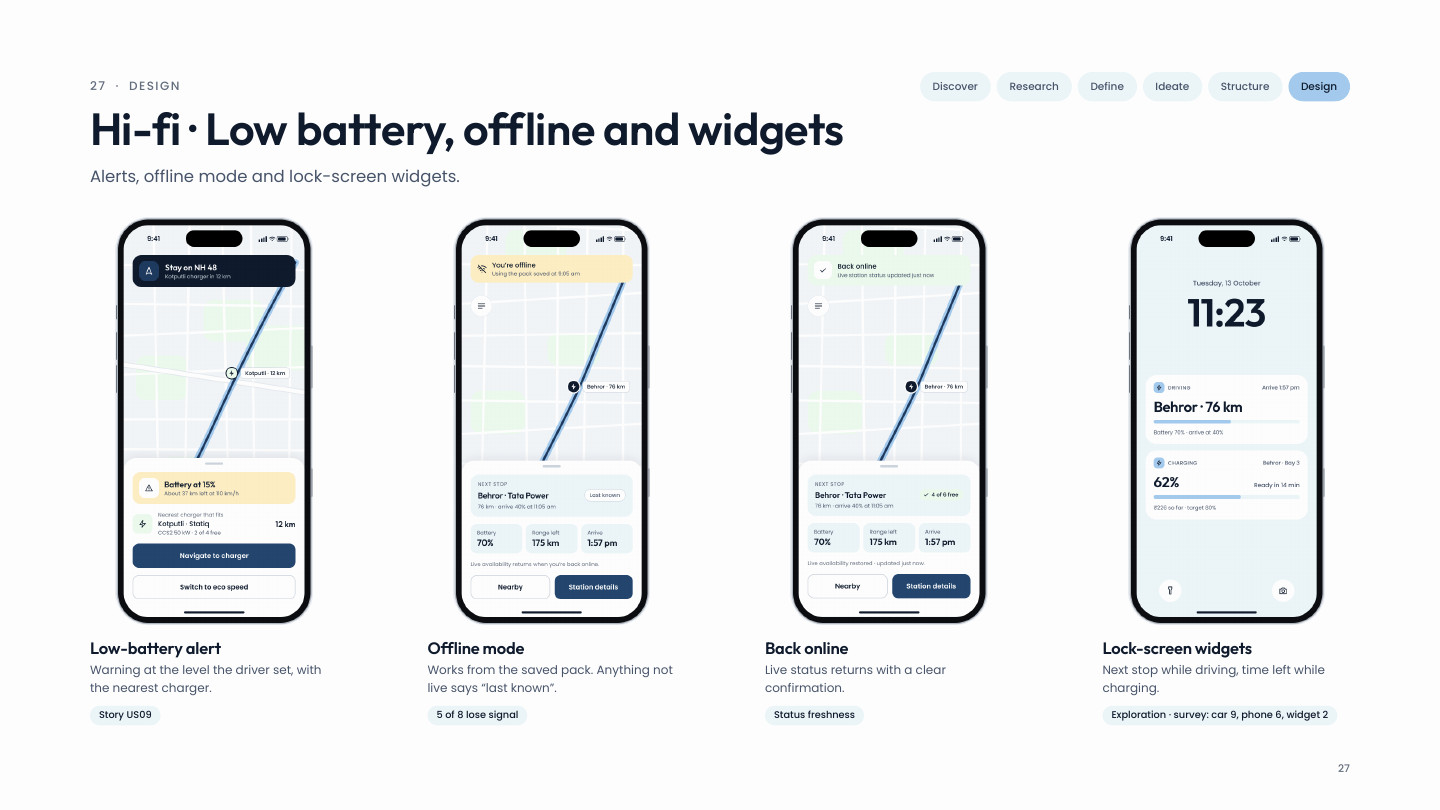 27 · DESIGN
Discover
Research
Define
Ideate
Structure
Design
Hi-fi · Low battery, offline and widgets
Alerts, offline mode and lock-screen widgets.
9:41
Stay on NH 48
Kotputli charger in 12 km
Kotputli · 12 km
Battery at 15%
About 37 km left at 90 km/h
Nearest charger that fits
Kotputli · Statiq
12 km
CCS2 50 kW · 2 of 4 free
Navigate to charger
Switch to eco speed
Low-battery alert
Warning at the level the driver set, with
the nearest charger.
Story US09
9:41
You're offline
Using the pack saved at 9:05 am
Behror · 76 km
NEXT STOP
Behror · Tata Power
Last known
76 km · arrive 40% at 11:05 am
Battery
Range left
Arrive
70%
175 km
1:57 pm
Live availability returns when you're back online.
Nearby
Station details
Offline mode
Works from the saved pack. Anything not
live says “last known”.
5 of 8 lose signal
9:41
Back online
Live station status updated just now
Behror · 76 km
NEXT STOP
Behror · Tata Power
4 of 6 free
76 km · arrive 40% at 11:05 am
Battery
Range left
Arrive
70%
175 km
1:57 pm
Live availability restored · updated just now.
Nearby
Station details
Back online
Live status returns with a clear
confirmation.
Status freshness
9:41
Tuesday, 13 October
11:23
DRIVING
Arrive 1:57 pm
Behror · 76 km
Battery 70% · arrive at 40%
CHARGING
Behror · Bay 3
62%
Ready in 14 min
₹220 so far · target 80%
Lock-screen widgets
Next stop while driving, time left while
charging.
Exploration · survey: car 9, phone 6, widget 2
27